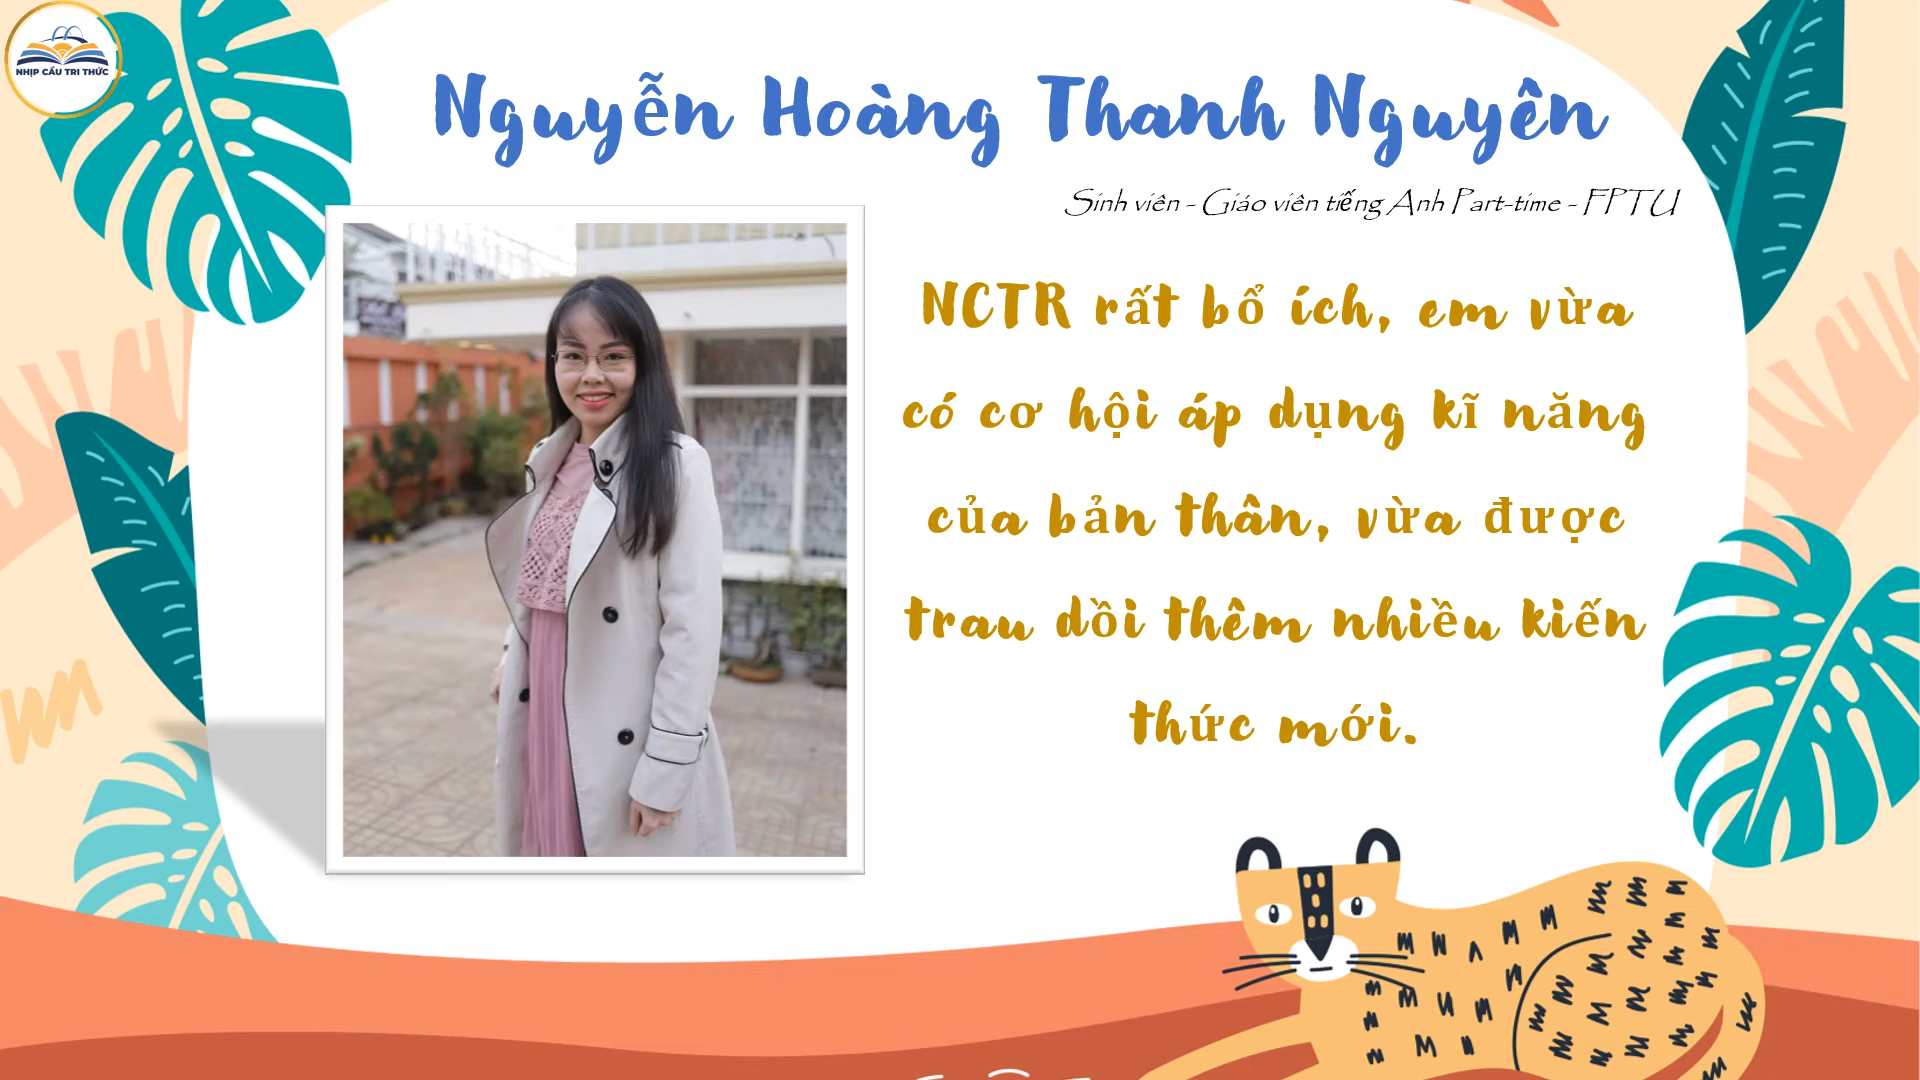 NHỊP CẦU TRI THỨC
Nguyễn Hoàng Thanh Nguyên
Sinh viên - Giáo viên tiếng Anh Part-time - FPTU
NCTR rất bổ ích, em vừa
có cơ hội áp dụng kĩ năng
của bản thân, vừa được
trau dồi thêm nhiều kiến
thức mới.